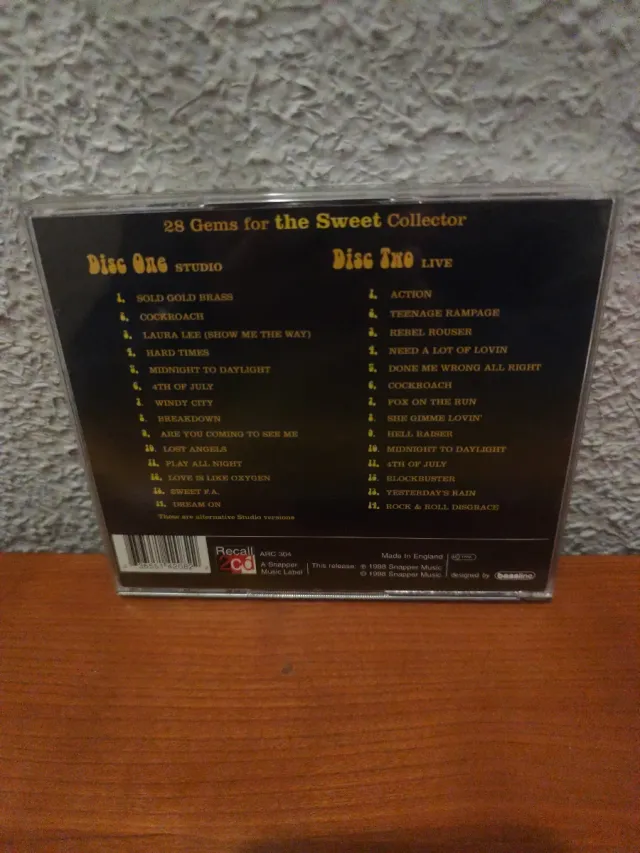 28 Gems for the Sweet Collector
Disc One STUDIO
1. SOLD GOLD BRASS
2. COCKROACH
3. LAURA LEE (SHOW ME THE WAY)
4. HARD TIMES
5. MIDNIGHT TO DAYLIGHT
6. 4TH OF JULY
7. WINDY CITY
8. BREAKDOWN
9. ARE YOU COMING TO SEE ME
10. LOST ANGELS
11. PLAY ALL NIGHT
12. LOVE IS LIKE OXYGEN
13. SWEET F.A.
14. DREAM ON
These are alternative Studio versions
Disc Two LIVE
1. ACTION
2. TEENAGE RAMPAGE
3. REBEL ROUSER
4. NEED A LOT OF LOVIN
5. DONE ME WRONG ALL RIGHT
6. COCKROACH
7. FOX ON THE RUN
8. SHE GIMME LOVIN'
9. HELL RAISER
10. MIDNIGHT TO DAYLIGHT
11. 4TH OF JULY
12. BLOCKBUSTER
13. YESTERDAY'S RAIN
14. ROCK & ROLL DISGRACE
Recall
2cd
ARC 304
A Snapper
Music Label
Made In England
This release: ℗ 1998 Snapper Music
© 1998 Snapper Music
designed by bassline